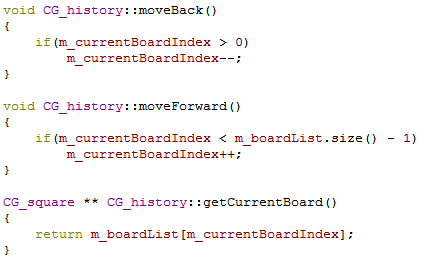 void CG_history::moveBack()
{
    if(m_currentBoardIndex > 0)
        m_currentBoardIndex--;
}

void CG_history::moveForward()
{
    if(m_currentBoardIndex < m_boardList.size() - 1)
        m_currentBoardIndex++;
}

CG_square ** CG_history::getCurrentBoard()
{
    return m_boardList[m_currentBoardIndex];
}